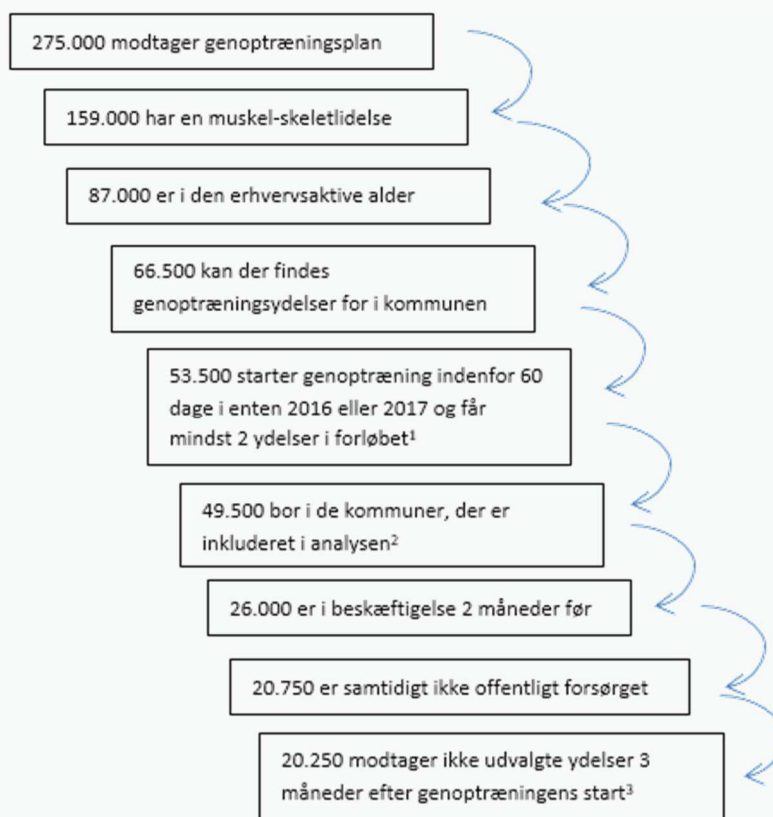 275.000 modtager genoptræningsplan
159.000 har en muskel-skeletlidelse
87.000 er i den erhvervsaktive alder
66.500 kan der findes
genoptræningsydelser for i kommunen
53.500 starter genoptræning indenfor 60
dage i enten 2016 eller 2017 og får
mindst 2 ydelser i forløbet¹
49.500 bor i de kommuner, der er
inkluderet i analysen²
26.000 er i beskæftigelse 2 måneder før
20.750 er samtidigt ikke offentligt forsørget
20.250 modtager ikke udvalgte ydelser 3
måneder efter genoptræningens start³